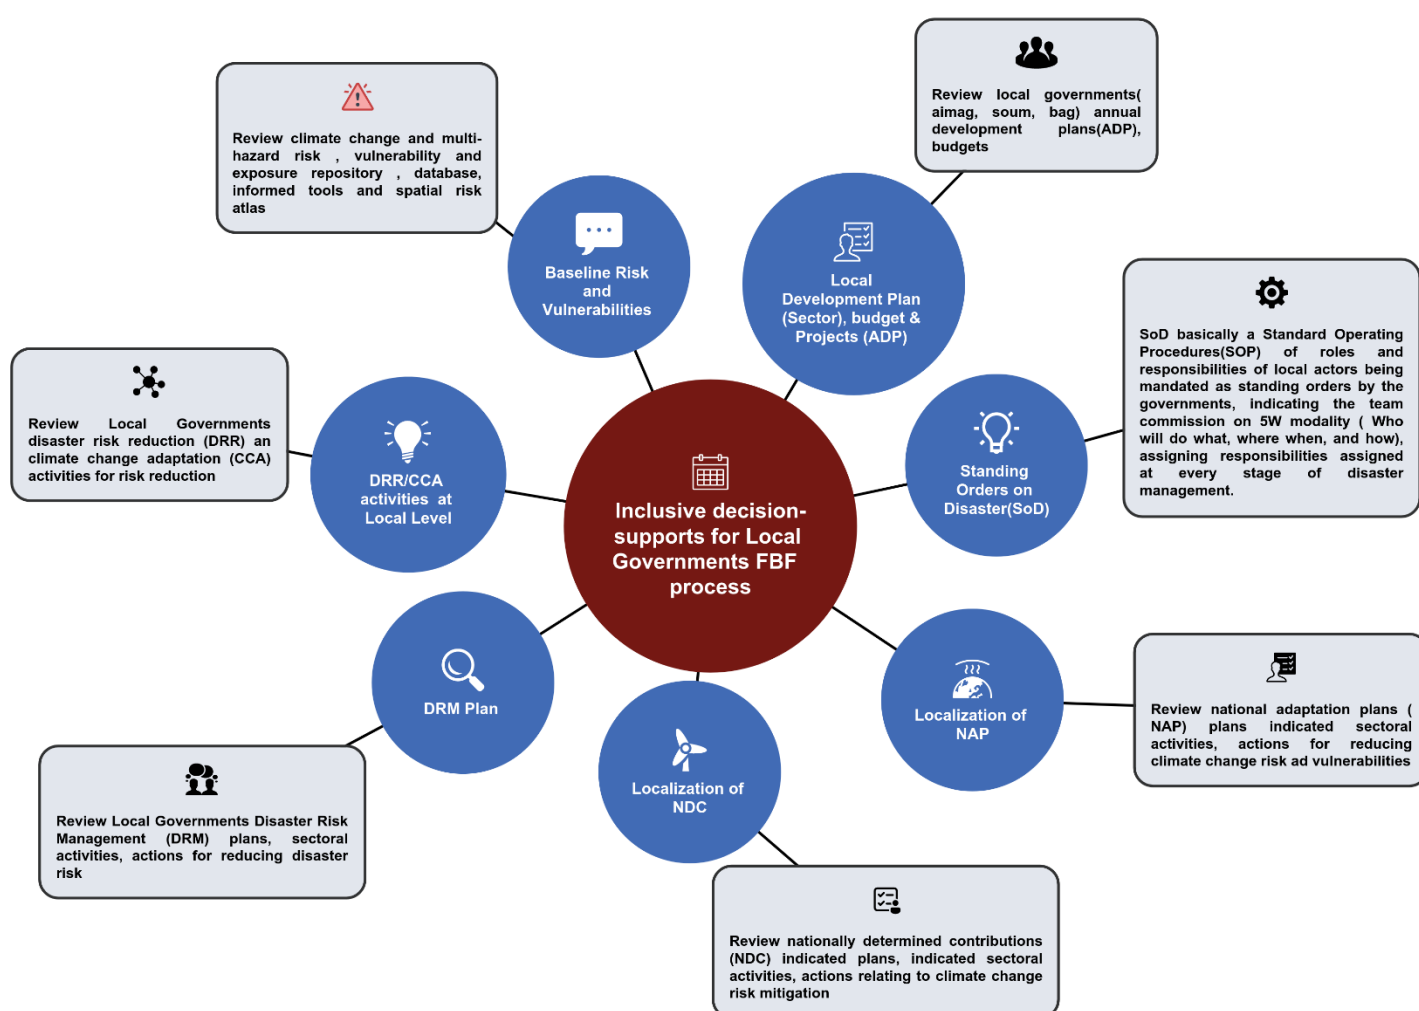 Review local governments(
aimag, soum, bag) annual
development plans(ADP),
budgets
Review climate change and multi-
hazard risk , vulnerability and
exposure repository , database,
informed tools and spatial risk
atlas
Baseline Risk
and
Vulnerabilities
Local
Development Plan
(Sector), budget &
Projects (ADP)
SoD basically a Standard Operating
Procedures(SOP) of roles and
responsibilities of local actors being
mandated as standing orders by the
governments, indicating the team
commission on 5W modality ( Who
will do what, where when, and how),
assigning responsibilities assigned
at every stage of disaster
management.
Review Local Governments
disaster risk reduction (DRR) an
climate change adaptation (CCA)
activities for risk reduction
DRR/CCA
activities at
Local Level
Standing
Orders on
Disaster(SoD)
Inclusive decision-
supports for Local
Governments FBF
process
DRM Plan
Localization of
NAP
Review national adaptation plans (
NAP) plans indicated sectoral
activities, actions for reducing
climate change risk ad vulnerabilities
Localization of
NDC
Review Local Governments Disaster Risk
Management (DRM) plans, sectoral
activities, actions for reducing disaster
risk
Review nationally determined contributions
(NDC) indicated plans, indicated sectoral
activities, actions relating to climate change
risk mitigation